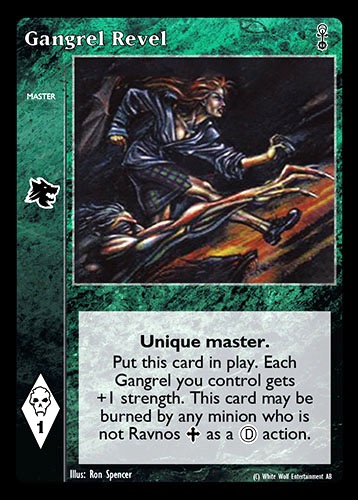 Gangrel Revel
MASTER
Unique master.
Put this card in play. Each
Gangrel you control gets
+1 strength. This card may be
burned by any minion who is
not Ravnos as a D action.
1
Illus: Ron Spencer
(C) White Wolf Entertainment AB